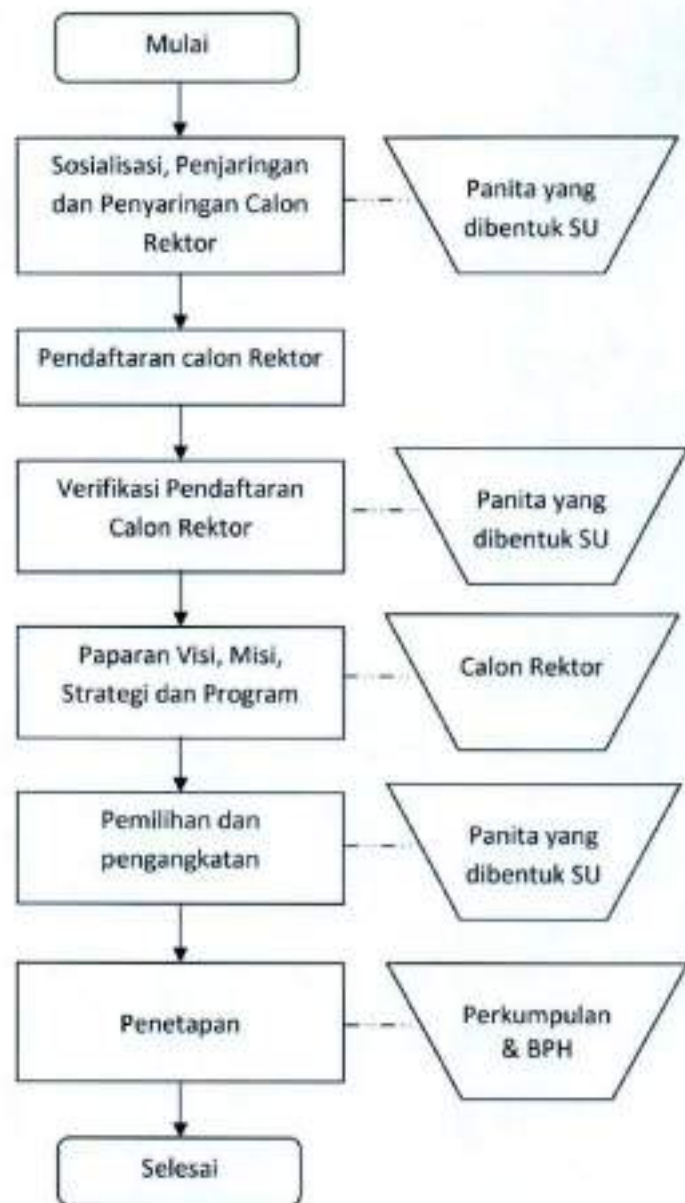 Mulai
Sosialisasi, Penjaringan
dan Penyaringan Calon
Rektor
Panita yang
dibentuk SU
Pendaftaran calon Rektor
Verifikasi Pendaftaran
Calon Rektor
Panita yang
dibentuk SU
Paparan Visi, Misi,
Strategi dan Program
Calon Rektor
Pemilihan dan
pengangkatan
Panita yang
dibentuk SU
Penetapan
Perkumpulan
& BPH
Selesai